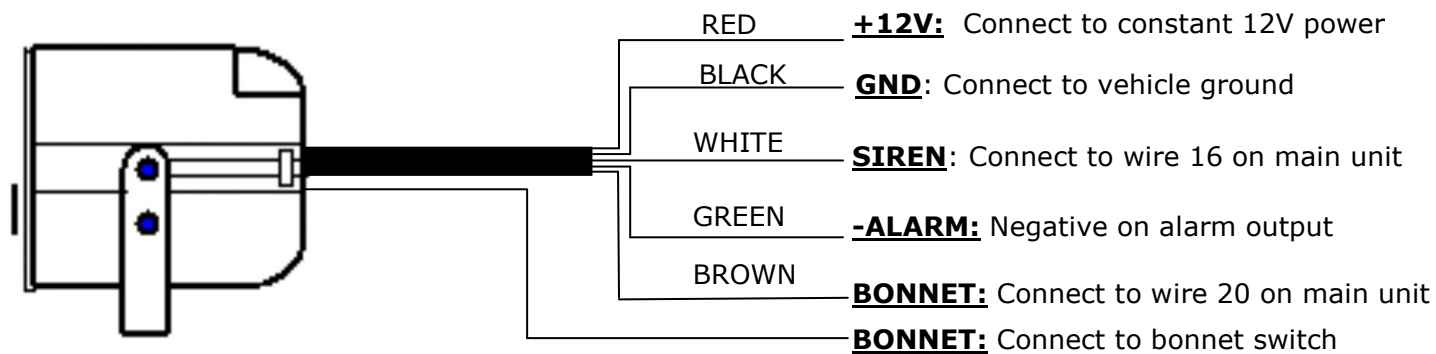 RED +12V: Connect to constant 12V power
BLACK GND: Connect to vehicle ground
WHITE SIREN: Connect to wire 16 on main unit
GREEN -ALARM: Negative on alarm output
BROWN BONNET: Connect to wire 20 on main unit
BONNET: Connect to bonnet switch